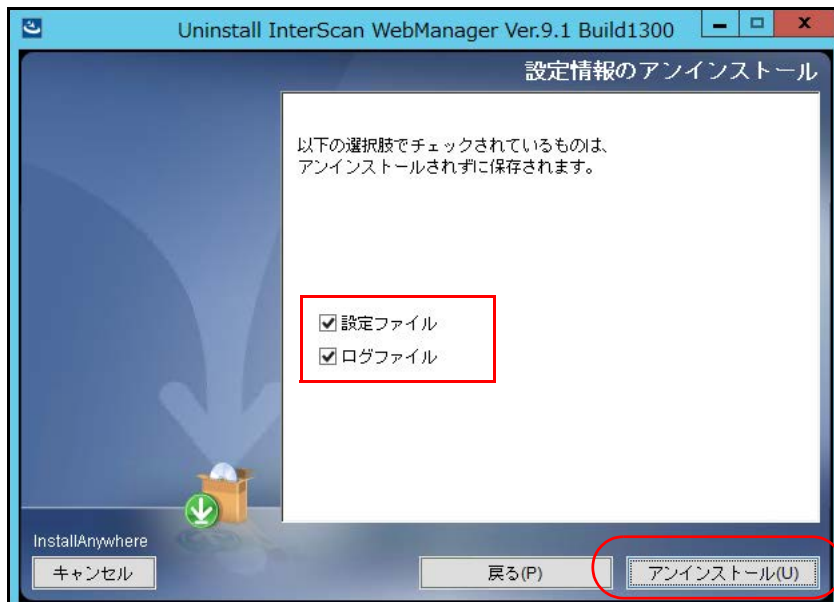 Uninstall InterScan WebManager Ver.9.1 Build1300
設定情報のアンインストール
以下の選択肢でチェックされているものは、
アンインストールされずに保存されます。
設定ファイル
ログファイル
InstallAnywhere
キャンセル
戻る(P)
アンインストール(U)